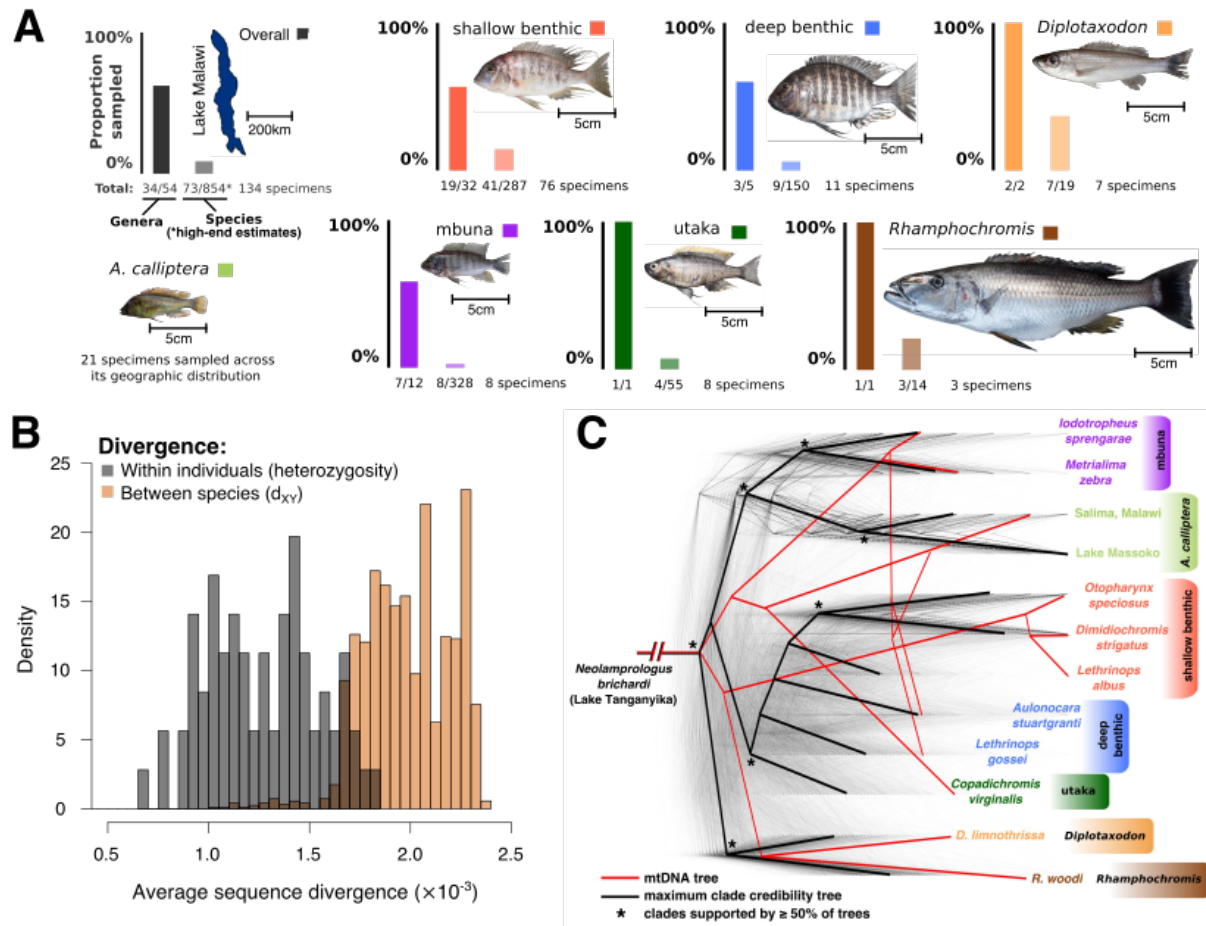 A
100%
Proportion
sampled
0%
Overall
Lake Malawi
200km
Total: 34/54 73/854* 134 specimens
Genera
Species
(*high-end estimates)
100%
shallow benthic
5cm
0%
19/32 41/287 76 specimens
100%
deep benthic
5cm
0%
3/5 9/150 11 specimens
100%
Diplotaxodon
5cm
0%
2/2 7/19 7 specimens
A. calliptera
5cm
21 specimens sampled across
its geographic distribution
100%
mbuna
5cm
0%
7/12 8/328 8 specimens
100%
utaka
5cm
0%
1/1 4/55 8 specimens
100%
Rhamphochromis
5cm
0%
1/1 3/14 3 specimens
B
Divergence:
Within individuals (heterozygosity)
Between species (dXY)
25
20
15
10
5
0
Density
0.5 1.0 1.5 2.0 2.5
Average sequence divergence (×10-3)
C
Iodotropheus
sprengarae
Metrialima
zebra
mbuna
Salima, Malawi
Lake Massoko
A. calliptera
Otopharynx
speciosus
Dimidiochromis
strigatus
Lethrinops
albus
shallow benthic
Neolamprologus
brichardi
(Lake Tanganyika)
Aulonocara
stuartgranti
Lethrinops
gossei
deep
benthic
Copadichromis
virginalis
utaka
D. limnothrissa
Diplotaxodon
R. woodi
Rhamphochromis
mtDNA tree
maximum clade credibility tree
* clades supported by ≥ 50% of trees